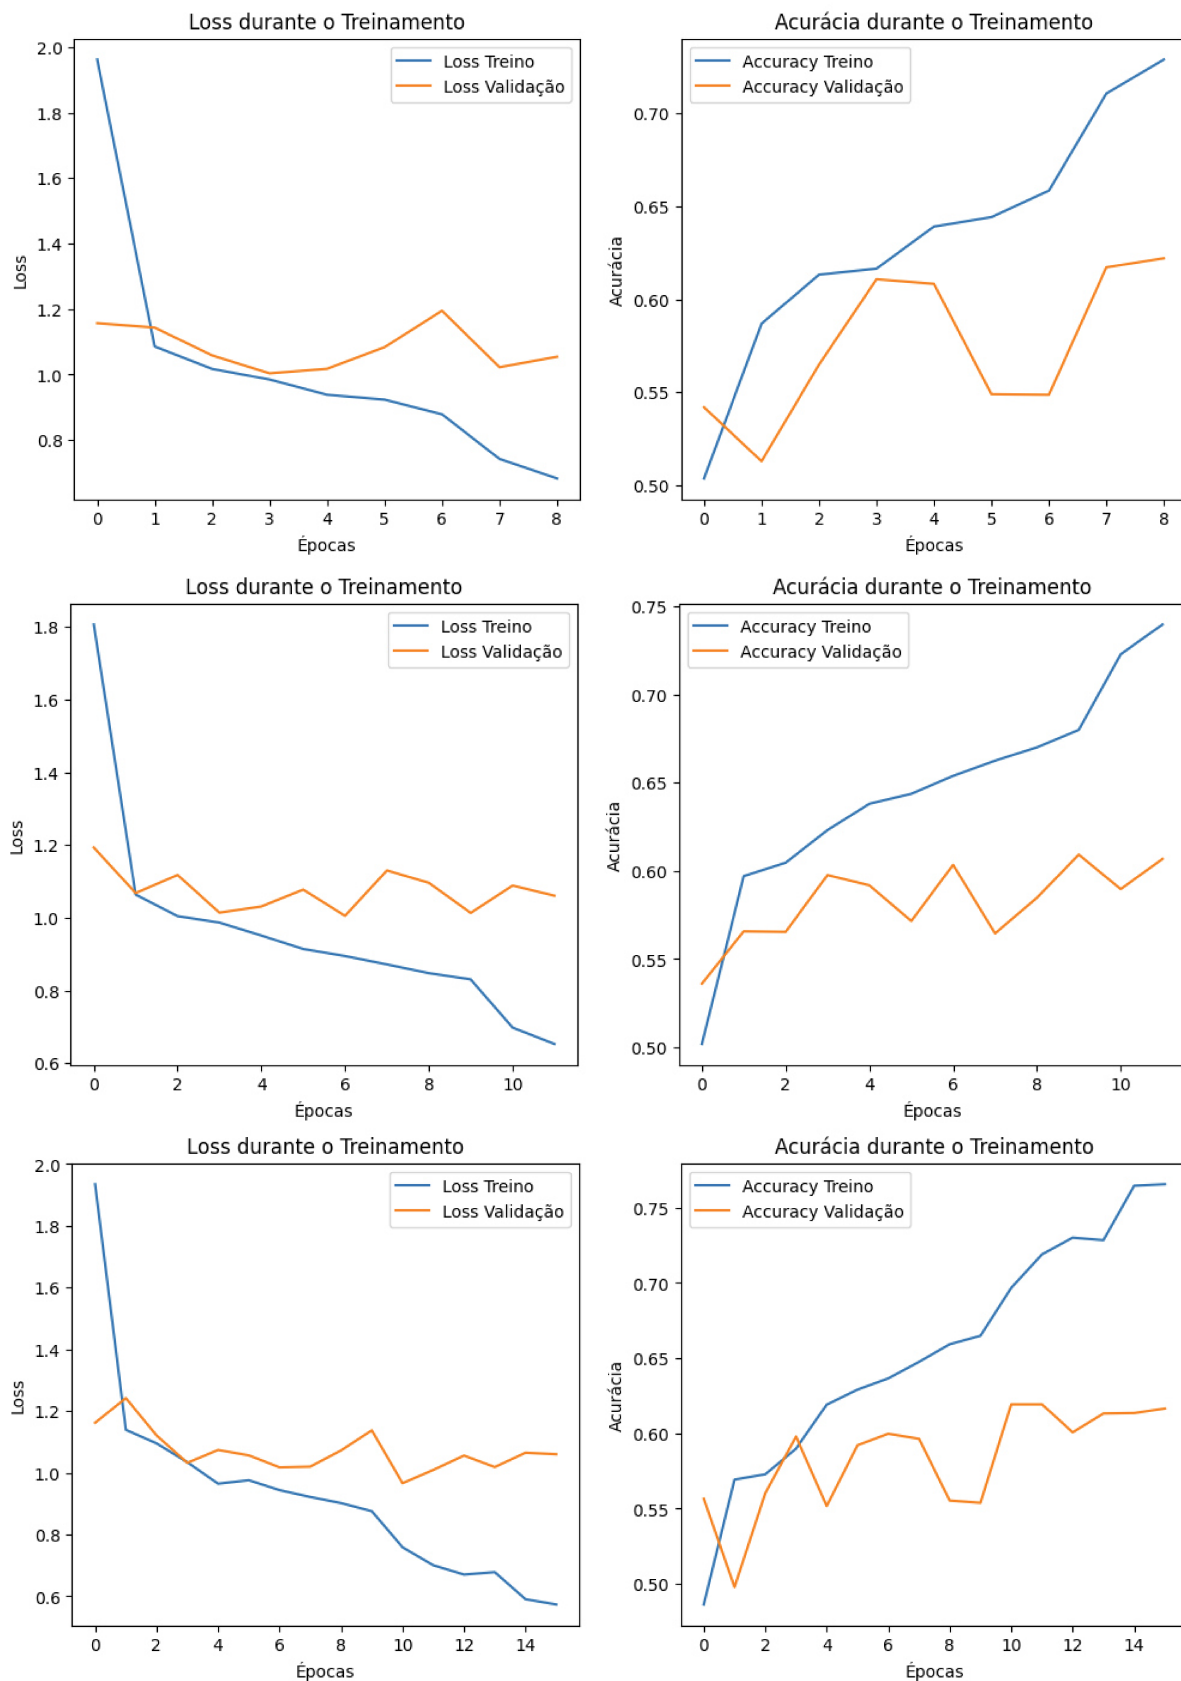 Loss durante o Treinamento
Loss Treino
Loss Validação
2.0
1.8
1.6
1.4
1.2
1.0
0.8
Loss
0 1 2 3 4 5 6 7 8
Épocas
Acurácia durante o Treinamento
Accuracy Treino
Accuracy Validação
0.70
0.65
0.60
0.55
0.50
Acurácia
0 1 2 3 4 5 6 7 8
Épocas
Loss durante o Treinamento
Loss Treino
Loss Validação
1.8
1.6
1.4
1.2
1.0
0.8
0.6
Loss
0 2 4 6 8 10
Épocas
Acurácia durante o Treinamento
Accuracy Treino
Accuracy Validação
0.75
0.70
0.65
0.60
0.55
0.50
Acurácia
0 2 4 6 8 10
Épocas
Loss durante o Treinamento
Loss Treino
Loss Validação
2.0
1.8
1.6
1.4
1.2
1.0
0.8
0.6
Loss
0 2 4 6 8 10 12 14
Épocas
Acurácia durante o Treinamento
Accuracy Treino
Accuracy Validação
0.75
0.70
0.65
0.60
0.55
0.50
Acurácia
0 2 4 6 8 10 12 14
Épocas